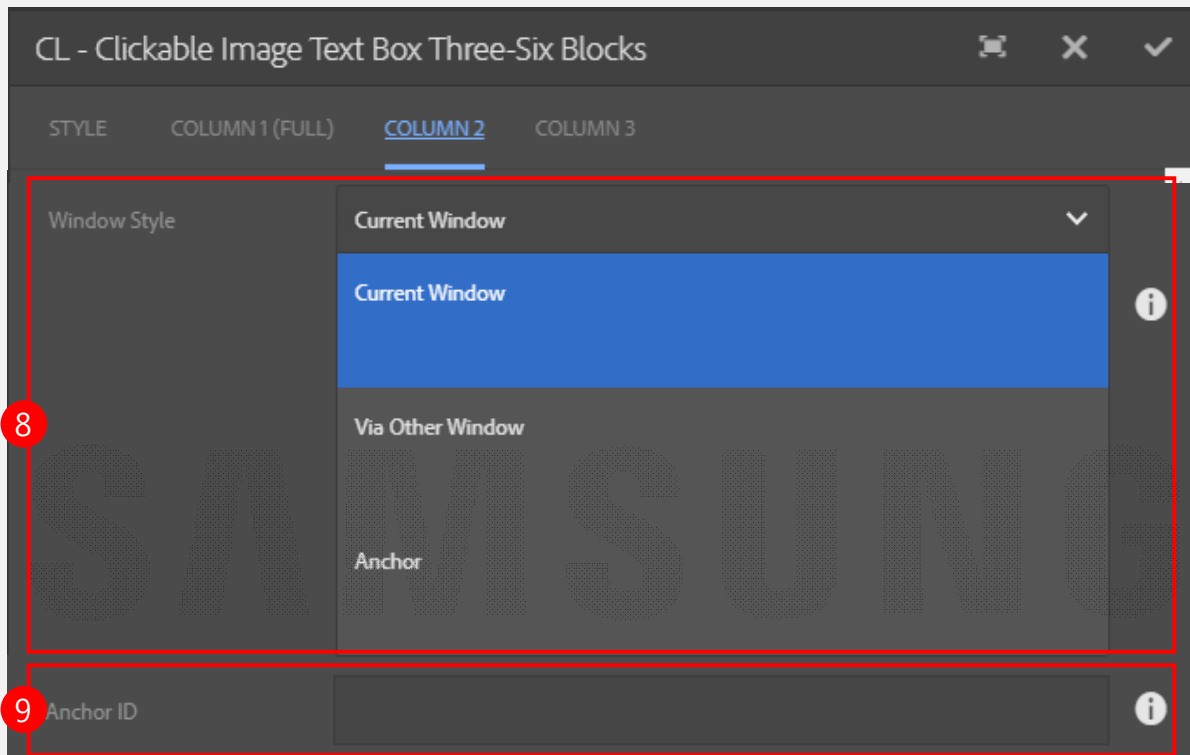 CL - Clickable Image Text Box Three-Six Blocks
STYLE COLUMN 1 (FULL) COLUMN 2 COLUMN 3
Window Style Current Window
Current Window
8
Via Other Window
SAMSUNG
Anchor
9 Anchor ID